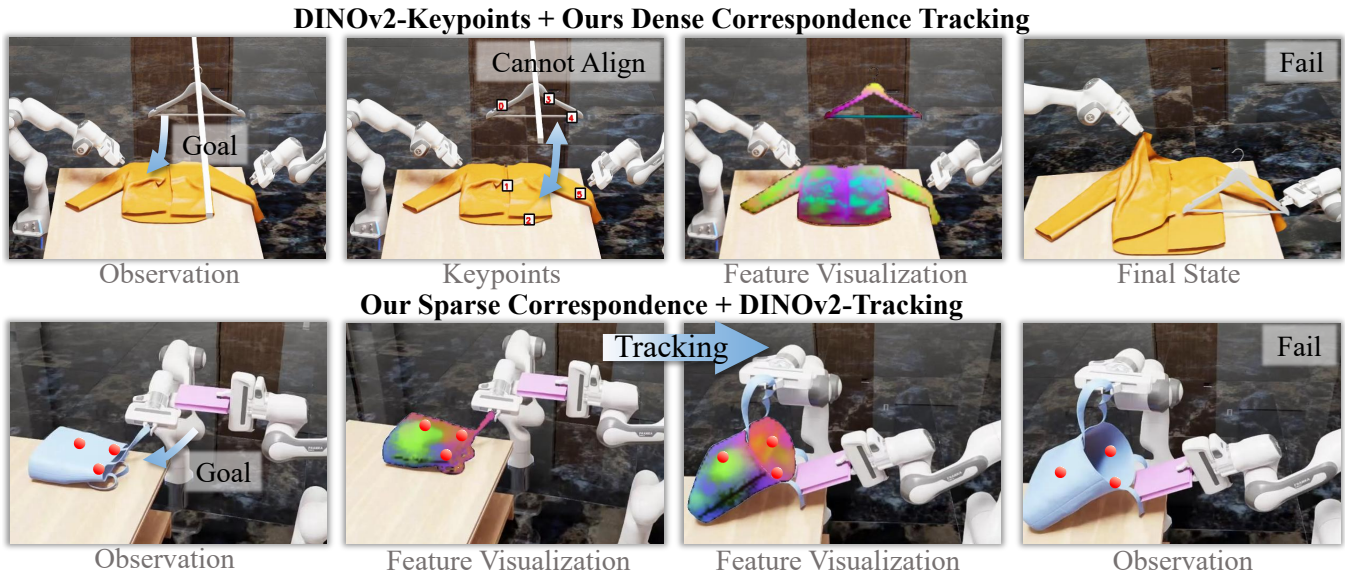 DINOv2-Keypoints + Ours Dense Correspondence Tracking
Goal
Cannot Align
0
3
4
1
5
2
Fail
Observation
Keypoints
Feature Visualization
Final State
Our Sparse Correspondence + DINOv2-Tracking
Goal
Tracking
Fail
Observation
Feature Visualization
Feature Visualization
Observation